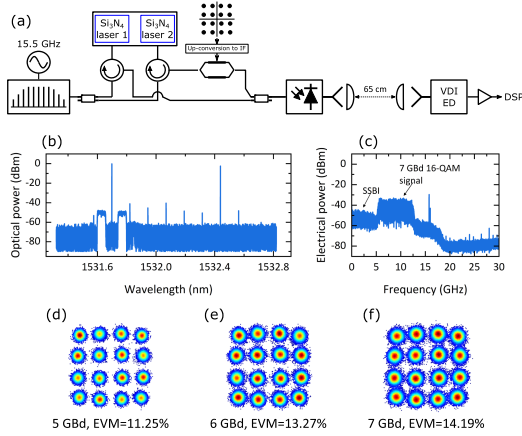 (a)
Si3N4 laser 1
Si3N4 laser 2
15.5 GHz
Up-conversion to IF
65 cm
VDI ED
DSP
(b)
Optical power (dBm)
0
-20
-40
-60
-80
1531.6
1532.0
1532.4
1532.8
Wavelength (nm)
(c)
Electrical power (dBm)
0
-20
-40
-60
-80
SSBI
7 GBd 16-QAM
signal
0
5
10
15
20
25
30
Frequency (GHz)
(d)
(e)
(f)
5 GBd, EVM=11.25%
6 GBd, EVM=13.27%
7 GBd, EVM=14.19%